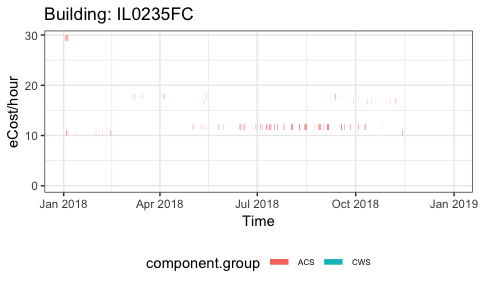 Building: IL0235FC
eCost/hour
30
20
10
0
Jan 2018 Apr 2018 Jul 2018 Oct 2018 Jan 2019
Time
component.group ACS CWS